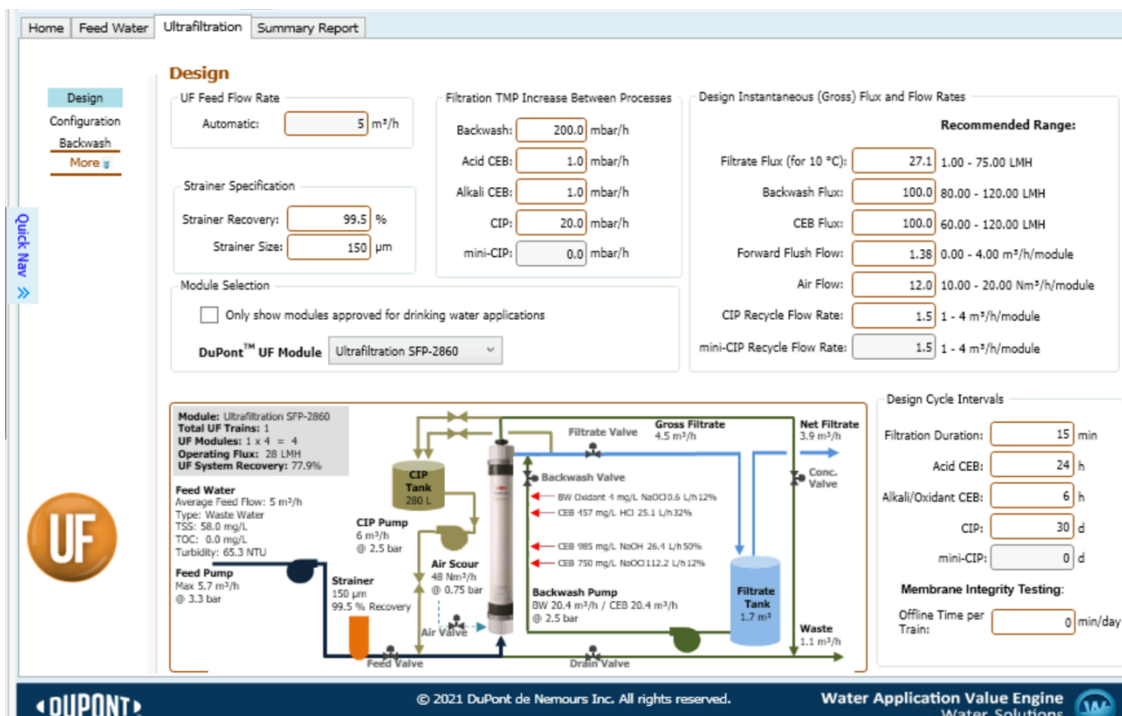 Home Feed Water Ultrafiltration Summary Report
Design
Configuration
Backwash
More
Quick Nav
Design
UF Feed Flow Rate
Automatic: 5 m³/h
Strainer Specification
Strainer Recovery: 99.5 %
Strainer Size: 150 µm
Filtration TMP Increase Between Processes
Backwash: 200.0 mbar/h
Acid CEB: 1.0 mbar/h
Alkali CEB: 1.0 mbar/h
CIP: 20.0 mbar/h
mini-CIP: 0.0 mbar/h
Design Instantaneous (Gross) Flux and Flow Rates
Recommended Range:
Filtrate Flux (for 10 °C): 27.1 1.00 - 75.00 LMH
Backwash Flux: 100.0 80.00 - 120.00 LMH
CEB Flux: 100.0 60.00 - 120.00 LMH
Forward Flush Flow: 1.38 0.00 - 4.00 m³/h/module
Air Flow: 12.0 10.00 - 20.00 Nm³/h/module
CIP Recycle Flow Rate: 1.5 1 - 4 m³/h/module
mini-CIP Recycle Flow Rate: 1.5 1 - 4 m³/h/module
Module Selection
Only show modules approved for drinking water applications
DuPont™ UF Module Ultrafiltration SFP-2860
Module: Ultrafiltration SFP-2860
Total UF Trains: 1
UF Modules: 1 x 4 = 4
Operating Flux: 28 LMH
UF System Recovery: 77.9%
Feed Water
Average Feed Flow: 5 m³/h
Type: Waste Water
TSS: 58.0 mg/L
TOC: 0.0 mg/L
Turbidity: 65.3 NTU
Feed Pump
Max 5.7 m³/h
@ 3.3 bar
Strainer
150 µm
99.5 % Recovery
CIP
Tank
280 L
CIP Pump
6 m³/h
@ 2.5 bar
Air Scour
48 Nm³/h
@ 0.75 bar
Air Valve
Feed Valve
Filtrate Valve
Gross Filtrate
4.5 m³/h
Net Filtrate
3.9 m³/h
Backwash Valve
Conc.
Valve
BW Oxidant 4 mg/L NaOCl 0.6 L/h 12%
CEB 457 mg/L HCl 25.1 L/h 32%
CEB 985 mg/L NaOH 26.4 L/h 50%
CEB 750 mg/L NaOCl 112.2 L/h 12%
Backwash Pump
BW 20.4 m³/h / CEB 20.4 m³/h
@ 2.5 bar
Filtrate
Tank
1.7 m³
Waste
1.1 m³/h
Drain Valve
UF
Design Cycle Intervals
Filtration Duration: 15 min
Acid CEB: 24 h
Alkali/Oxidant CEB: 6 h
CIP: 30 d
mini-CIP: 0 d
Membrane Integrity Testing:
Offline Time per
Train: 0 min/day
DUPONT
© 2021 DuPont de Nemours Inc. All rights reserved.
Water Application Value Engine
Water Solutions
W